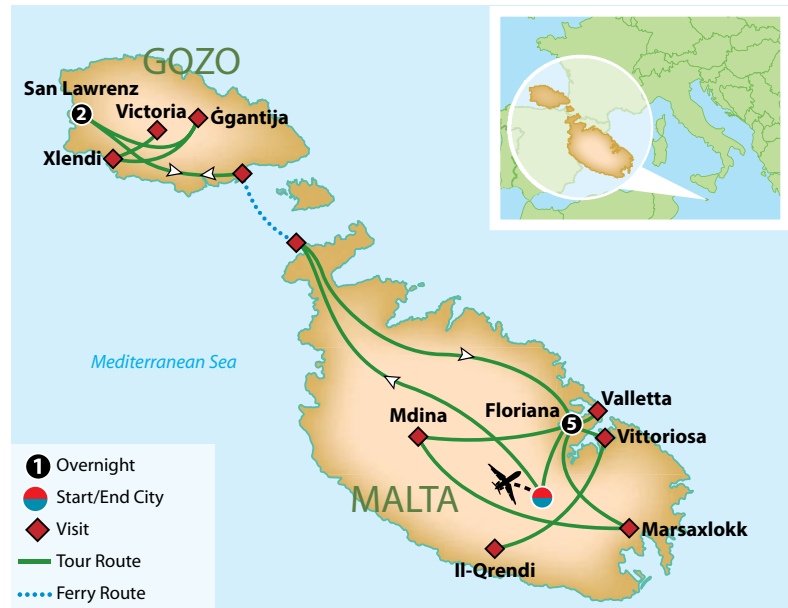 GOZO
San Lawrenz
2
Victoria
Ġgantija
Xlendi
Mediterranean Sea
Valletta
Floriana
5
Mdina
Vittoriosa
MALTA
Marsaxlokk
Il-Qrendi
1 Overnight
Start/End City
Visit
Tour Route
Ferry Route